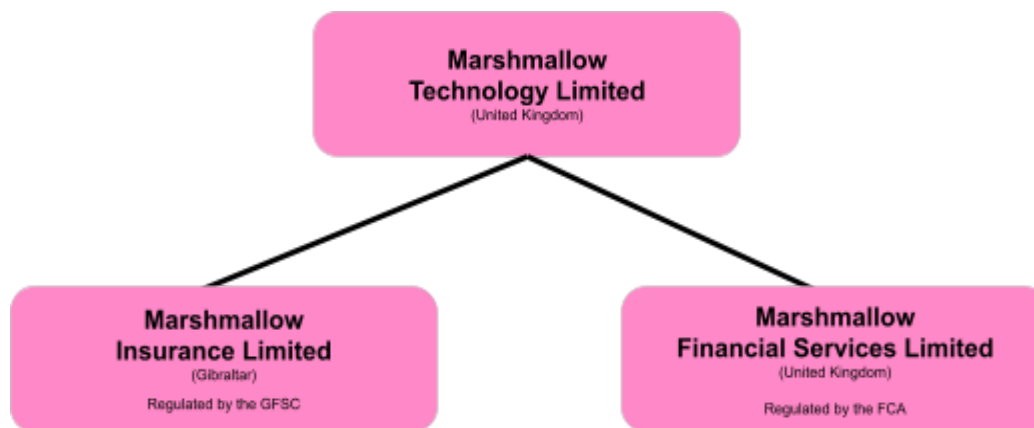 Marshmallow
Technology Limited
(United Kingdom)
Marshmallow
Insurance Limited
(Gibraltar)
Regulated by the GFSC
Marshmallow
Financial Services Limited
(United Kingdom)
Regulated by the FCA